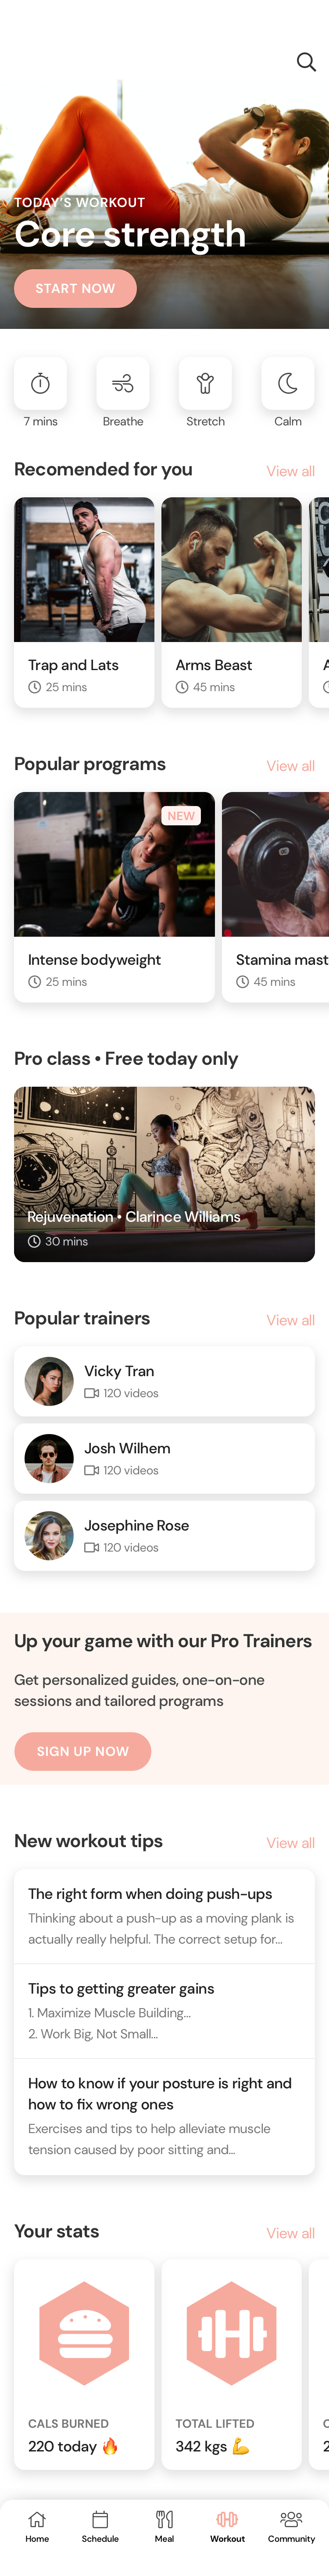 TODAY'S WORKOUT
Core strength
START NOW
7 mins
Breathe
Stretch
Calm
Recomended for you
View all
Trap and Lats
25 mins
Arms Beast
45 mins
Popular programs
View all
NEW
Intense bodyweight
25 mins
Stamina mast
45 mins
Pro class • Free today only
Rejuvenation • Clarince Williams
30 mins
Popular trainers
View all
Vicky Tran
120 videos
Josh Wilhem
120 videos
Josephine Rose
120 videos
Up your game with our Pro Trainers
Get personalized guides, one-on-one
sessions and tailored programs
SIGN UP NOW
New workout tips
View all
The right form when doing push-ups
Thinking about a push-up as a moving plank is
actually really helpful. The correct setup for...
Tips to getting greater gains
1. Maximize Muscle Building...
2. Work Big, Not Small...
How to know if your posture is right and
how to fix wrong ones
Exercises and tips to help alleviate muscle
tension caused by poor sitting and...
Your stats
View all
CALS BURNED
220 today 🔥
TOTAL LIFTED
342 kgs 💪
Home
Schedule
Meal
Workout
Community